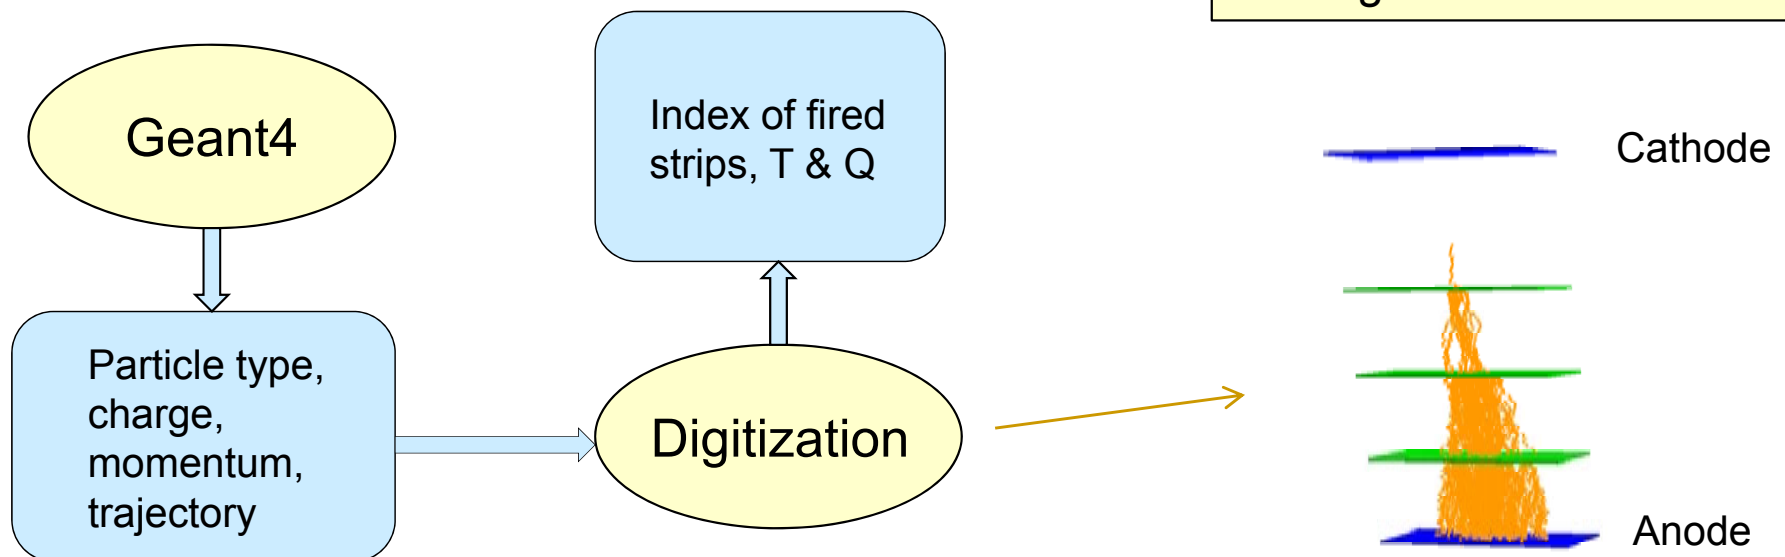 Geant4
Particle type,
charge,
momentum,
trajectory
Index of fired
strips, T & Q
Digitization
Cathode
Anode